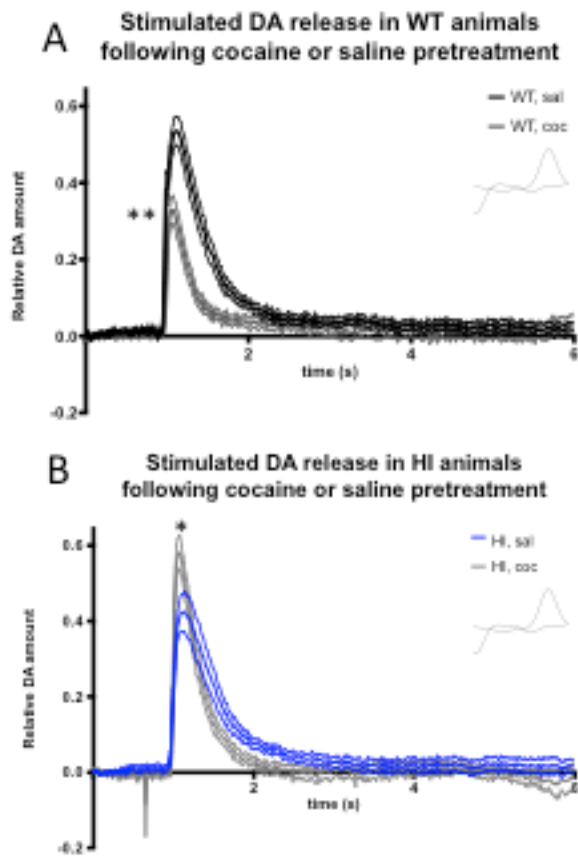 A
Stimulated DA release in WT animals
following cocaine or saline pretreatment
Relative DA amount
0.6
0.4
0.2
0.0
-0.2
**
WT, sal
WT, coc
2
4
6
time (s)
B
Stimulated DA release in HI animals
following cocaine or saline pretreatment
Relative DA amount
0.6
0.4
0.2
0.0
-0.2
*
HI, sal
HI, coc
2
4
6
time (s)